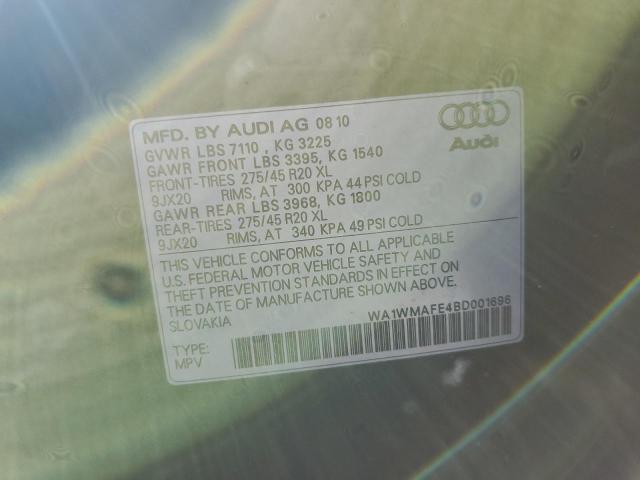 MFD. BY AUDI AG 08 10
GVWR LBS 7110 , KG 3225
GAWR FRONT LBS 3395, KG 1540
FRONT-TIRES 275/45 R20 XL
9JX20 RIMS, AT 300 KPA 44 PSI COLD
GAWR REAR LBS 3968, KG 1800
REAR-TIRES 275/45 R20 XL
9JX20 RIMS, AT 340 KPA 49 PSI COLD
Audi
THIS VEHICLE CONFORMS TO ALL APPLICABLE
U.S. FEDERAL MOTOR VEHICLE SAFETY AND
THEFT PREVENTION STANDARDS IN EFFECT ON
THE DATE OF MANUFACTURE SHOWN ABOVE.
SLOVAKIA
WA1WMAFE4BD001696
TYPE:
MPV